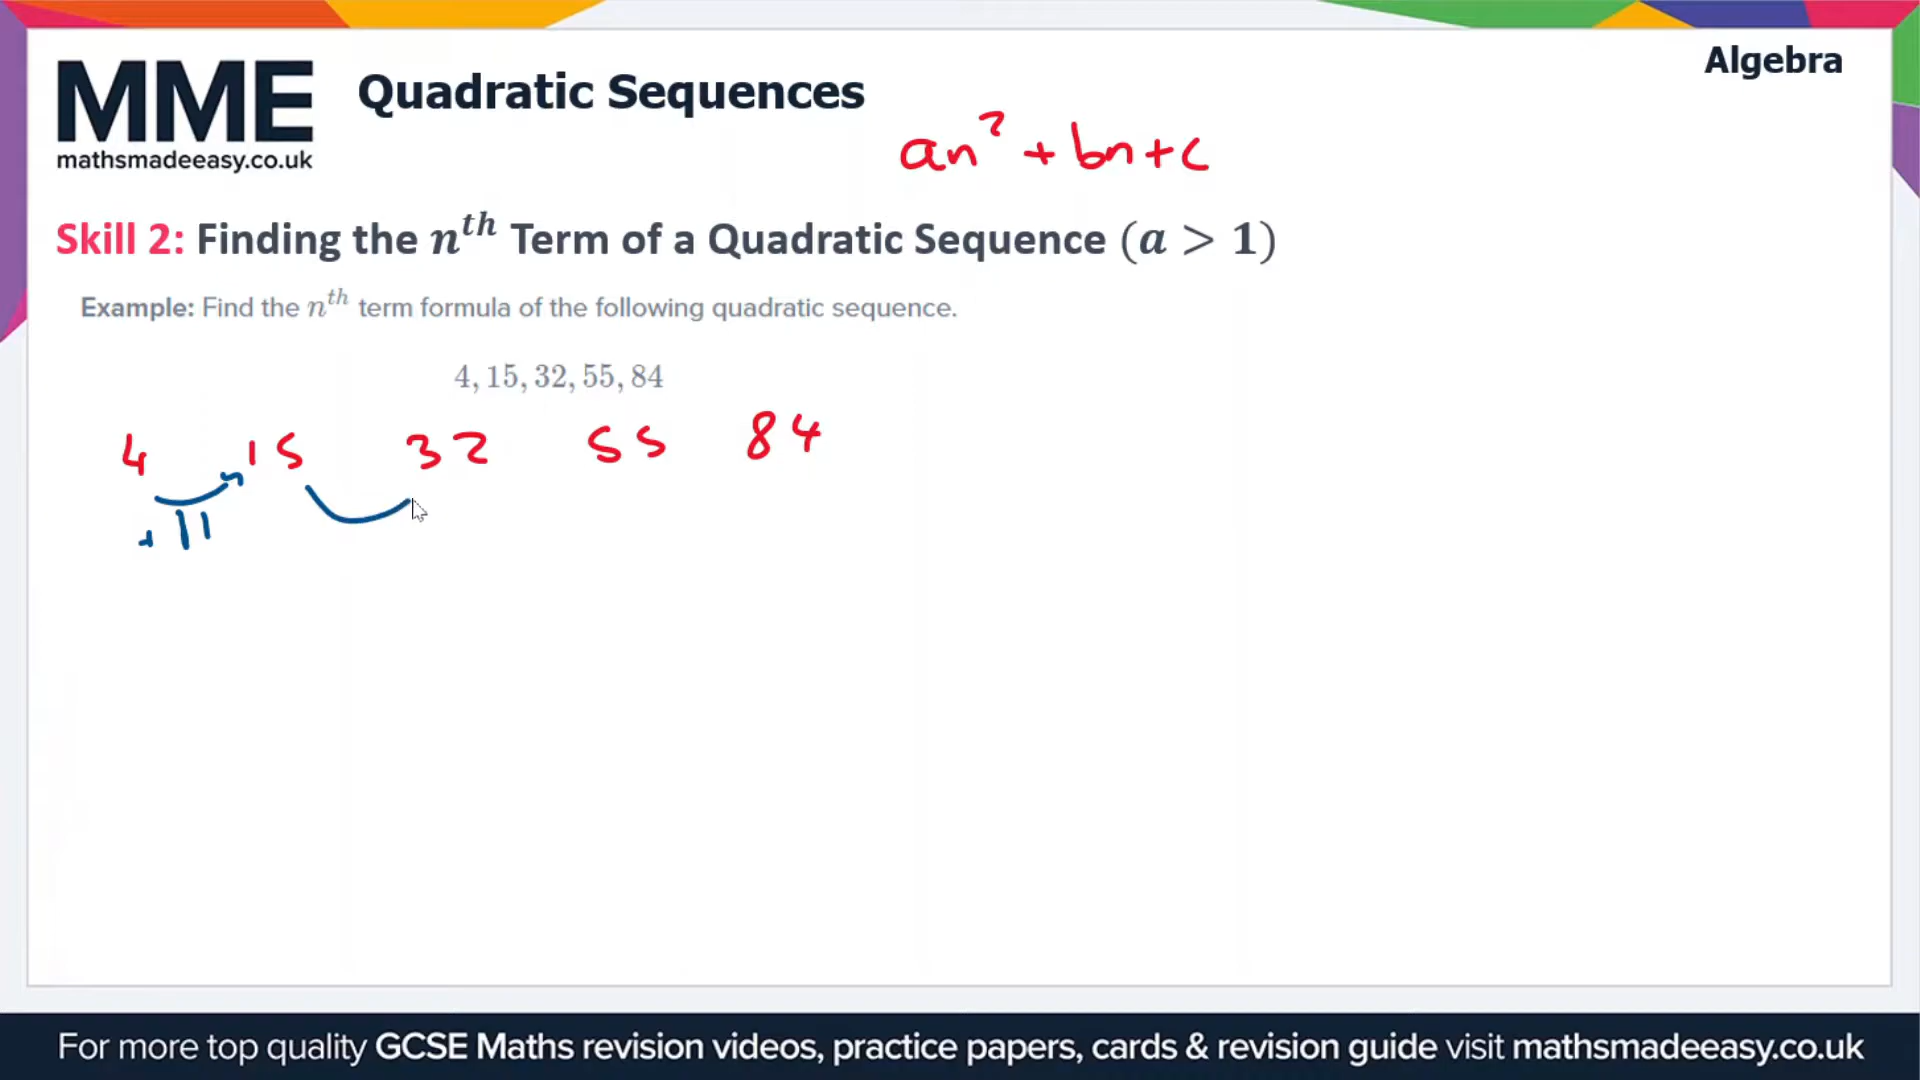 Algebra
MME
Quadratic Sequences
mathsmadeeasy.co.uk
an² + bn + c
Skill 2: Finding the nᵗʰ Term of a Quadratic Sequence (a > 1)
Example: Find the nᵗʰ term formula of the following quadratic sequence.
4, 15, 32, 55, 84
4 15 32 55 84
+11
For more top quality GCSE Maths revision videos, practice papers, cards & revision guide visit mathsmadeeasy.co.uk